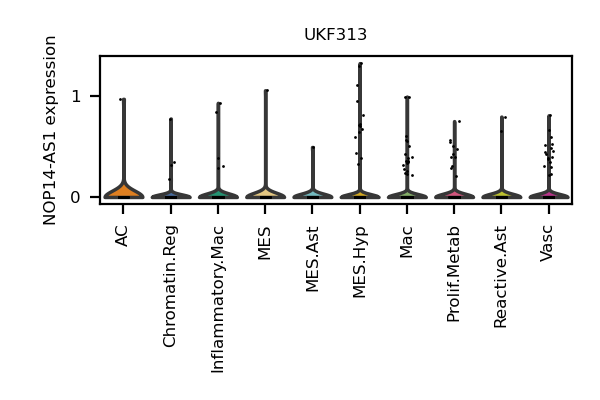 UKF313
NOP14-AS1 expression
1
0
AC
Chromatin.Reg
Inflammatory.Mac
MES
MES.Ast
MES.Hyp
Mac
Prolif.Metab
Reactive.Ast
Vasc